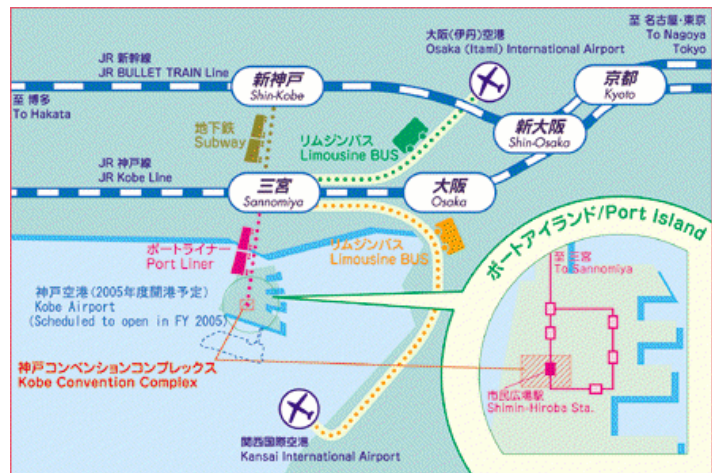 大阪(伊丹)空港
Osaka (Itami) International Airport
至 名古屋・東京
To Nagoya
Tokyo
JR 新幹線
JR BULLET TRAIN Line
新神戸
Shin-Kobe
京都
Kyoto
至 博多
To Hakata
地下鉄
Subway
リムジンバス
Limousine BUS
新大阪
Shin-Osaka
JR 神戸線
JR Kobe Line
三宮
Sannomiya
大阪
Osaka
ポートライナー
Port Liner
リムジンバス
Limousine BUS
ポートアイランド/Port Island
至 三宮
To Sannomiya
神戸空港(2005年度開港予定)
Kobe Airport
(Scheduled to open in FY 2005)
神戸コンベンションコンプレックス
Kobe Convention Complex
市民広場駅
Shimin-Hiroba Sta.
関西国際空港
Kansai International Airport